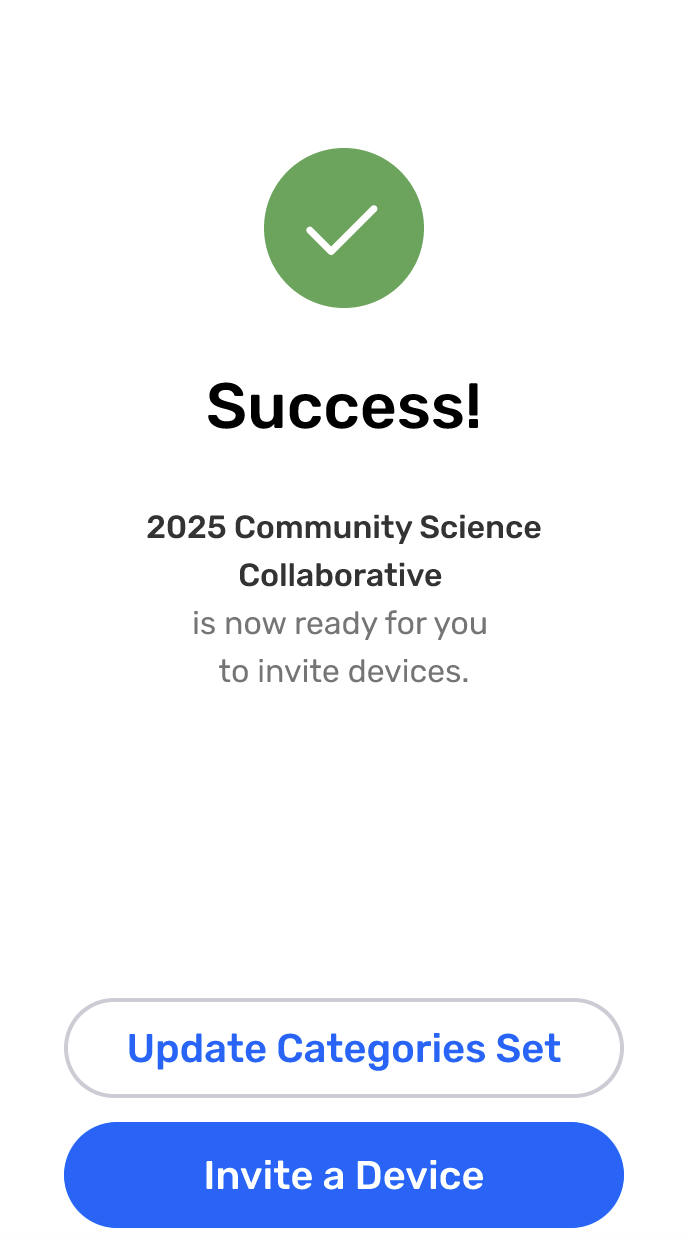 Success!
2025 Community Science
Collaborative
is now ready for you
to invite devices.
Update Categories Set
Invite a Device